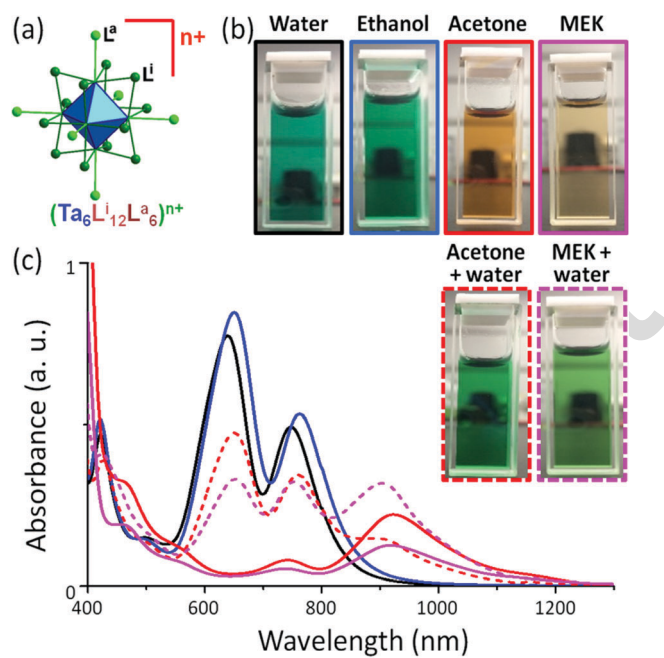 (a)
Lᵃ
n+
Lⁱ
(Ta₆Lⁱ₁₂Lᵃ₆)ⁿ⁺
(b)
Water Ethanol Acetone MEK
Acetone + water
MEK + water
(c)
1
0
Absorbance (a. u.)
400 600 800 1000 1200
Wavelength (nm)